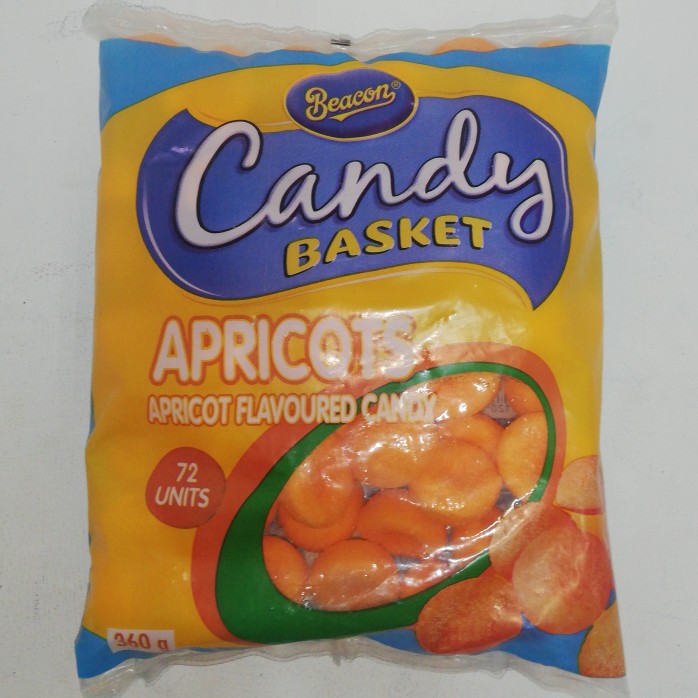 Beacon®
Candy
BASKET
APRICOTS
APRICOT FLAVOURED CANDY
72
UNITS
360 g